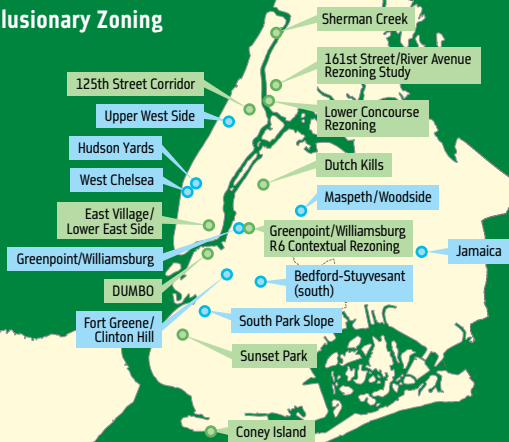 lusionary Zoning
Sherman Creek
161st Street/River Avenue
Rezoning Study
125th Street Corridor
Lower Concourse
Rezoning
Upper West Side
Hudson Yards
Dutch Kills
West Chelsea
Maspeth/Woodside
East Village/
Lower East Side
Greenpoint/Williamsburg
R6 Contextual Rezoning
Greenpoint/Williamsburg
Jamaica
DUMBO
Bedford-Stuyvesant
(south)
Fort Greene/
Clinton Hill
South Park Slope
Sunset Park
Coney Island